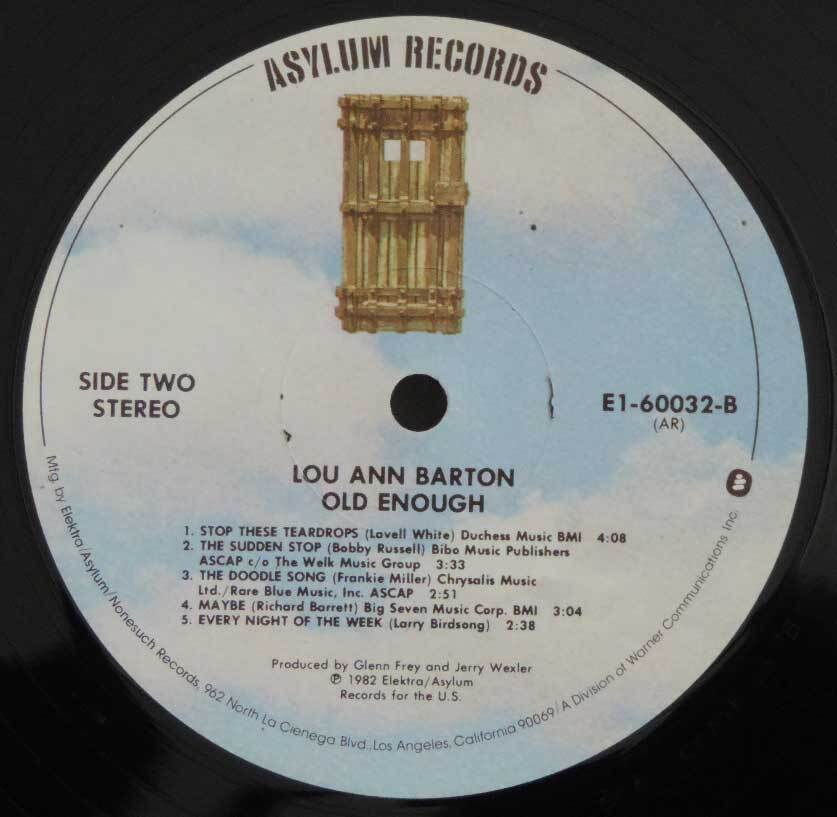 ASYLUM RECORDS
SIDE TWO
STEREO
E1-60032-B
(AR)
LOU ANN BARTON
OLD ENOUGH
1. STOP THESE TEARDROPS (Lavell White) Duchess Music BMI 4:08
2. THE SUDDEN STOP (Bobby Russell) Bibo Music Publishers
ASCAP c/o The Welk Music Group 3:33
3. THE DOODLE SONG (Frankie Miller) Chrysalis Music
Ltd./Rare Blue Music, Inc. ASCAP 2:51
4. MAYBE (Richard Barrett) Big Seven Music Corp. BMI 3:04
5. EVERY NIGHT OF THE WEEK (Larry Birdsong) 2:38
Produced by Glenn Frey and Jerry Wexler
℗ 1982 Elektra/Asylum
Records for the U.S.
Mfg. by Elektra/Asylum/Nonesuch Records, 962 North La Cienega Blvd., Los Angeles, California 90069/A Division of Warner Communications Inc.